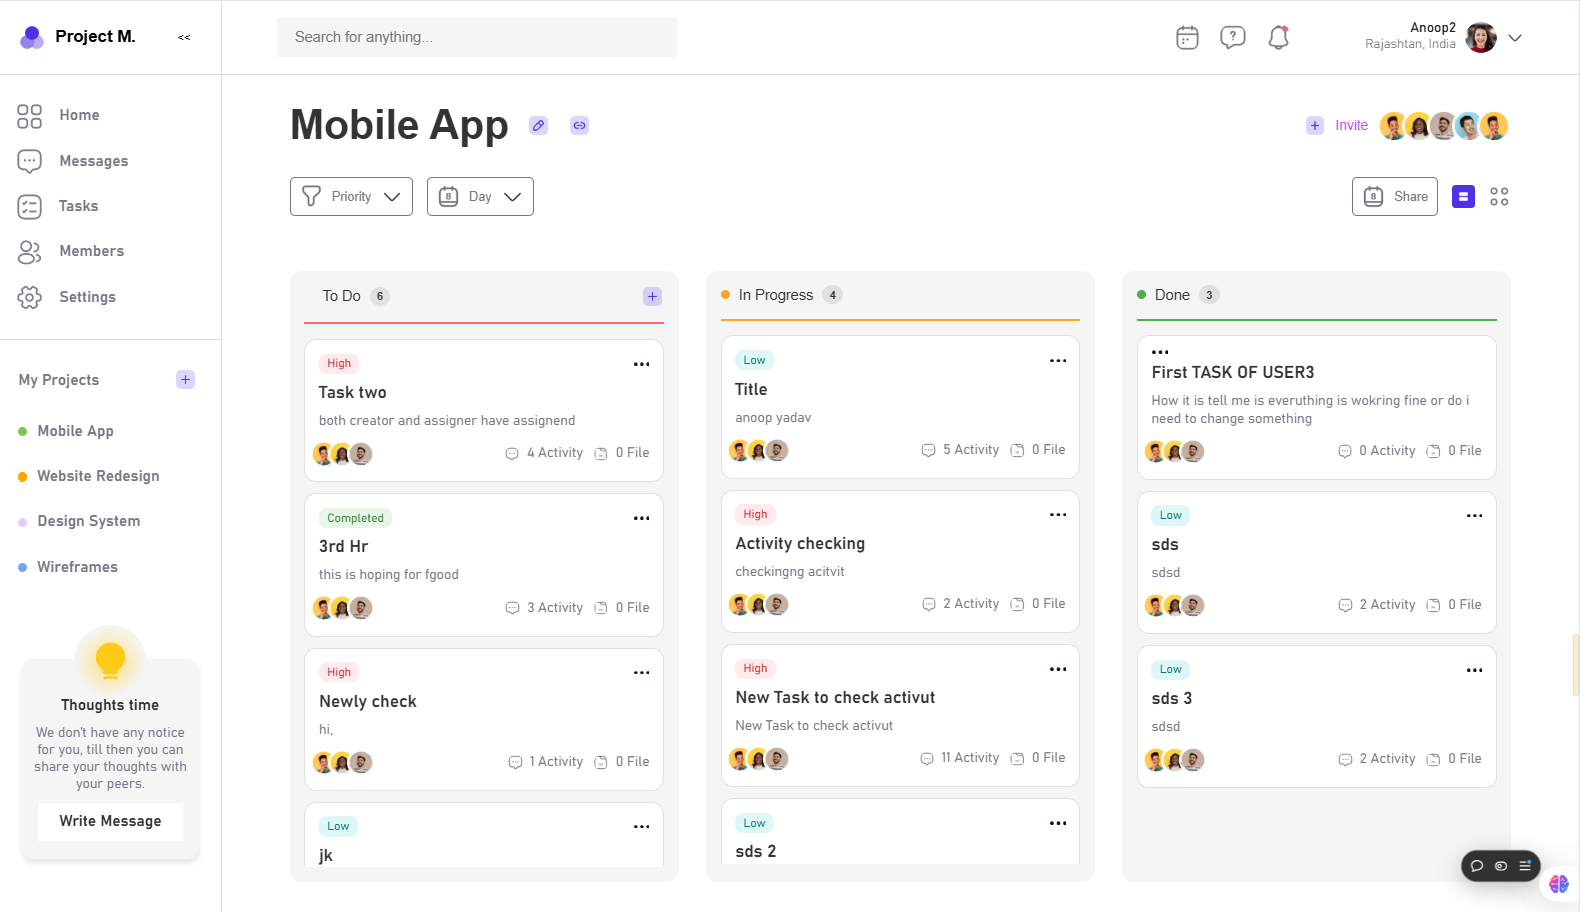 Project M.
<<
Search for anything...
Anoop2
Rajashtan, India
Home
Messages
Tasks
Members
Settings
My Projects
+
Mobile App
Website Redesign
Design System
Wireframes
Thoughts time
We don't have any notice
for you, till then you can
share your thoughts with
your peers.
Write Message
Mobile App
+ Invite
Priority
8 Day
8 Share
To Do 6 +
High
Task two
both creator and assigner have assignend
4 Activity 0 File
Completed
3rd Hr
this is hoping for fgood
3 Activity 0 File
High
Newly check
hi,
1 Activity 0 File
Low
jk
In Progress 4
Low
Title
anoop yadav
5 Activity 0 File
High
Activity checking
checkingng acitvit
2 Activity 0 File
High
New Task to check activut
New Task to check activut
11 Activity 0 File
Low
sds 2
Done 3
First TASK OF USER3
How it is tell me is everuthing is wokring fine or do i
need to change something
0 Activity 0 File
Low
sds
sdsd
2 Activity 0 File
Low
sds 3
sdsd
2 Activity 0 File